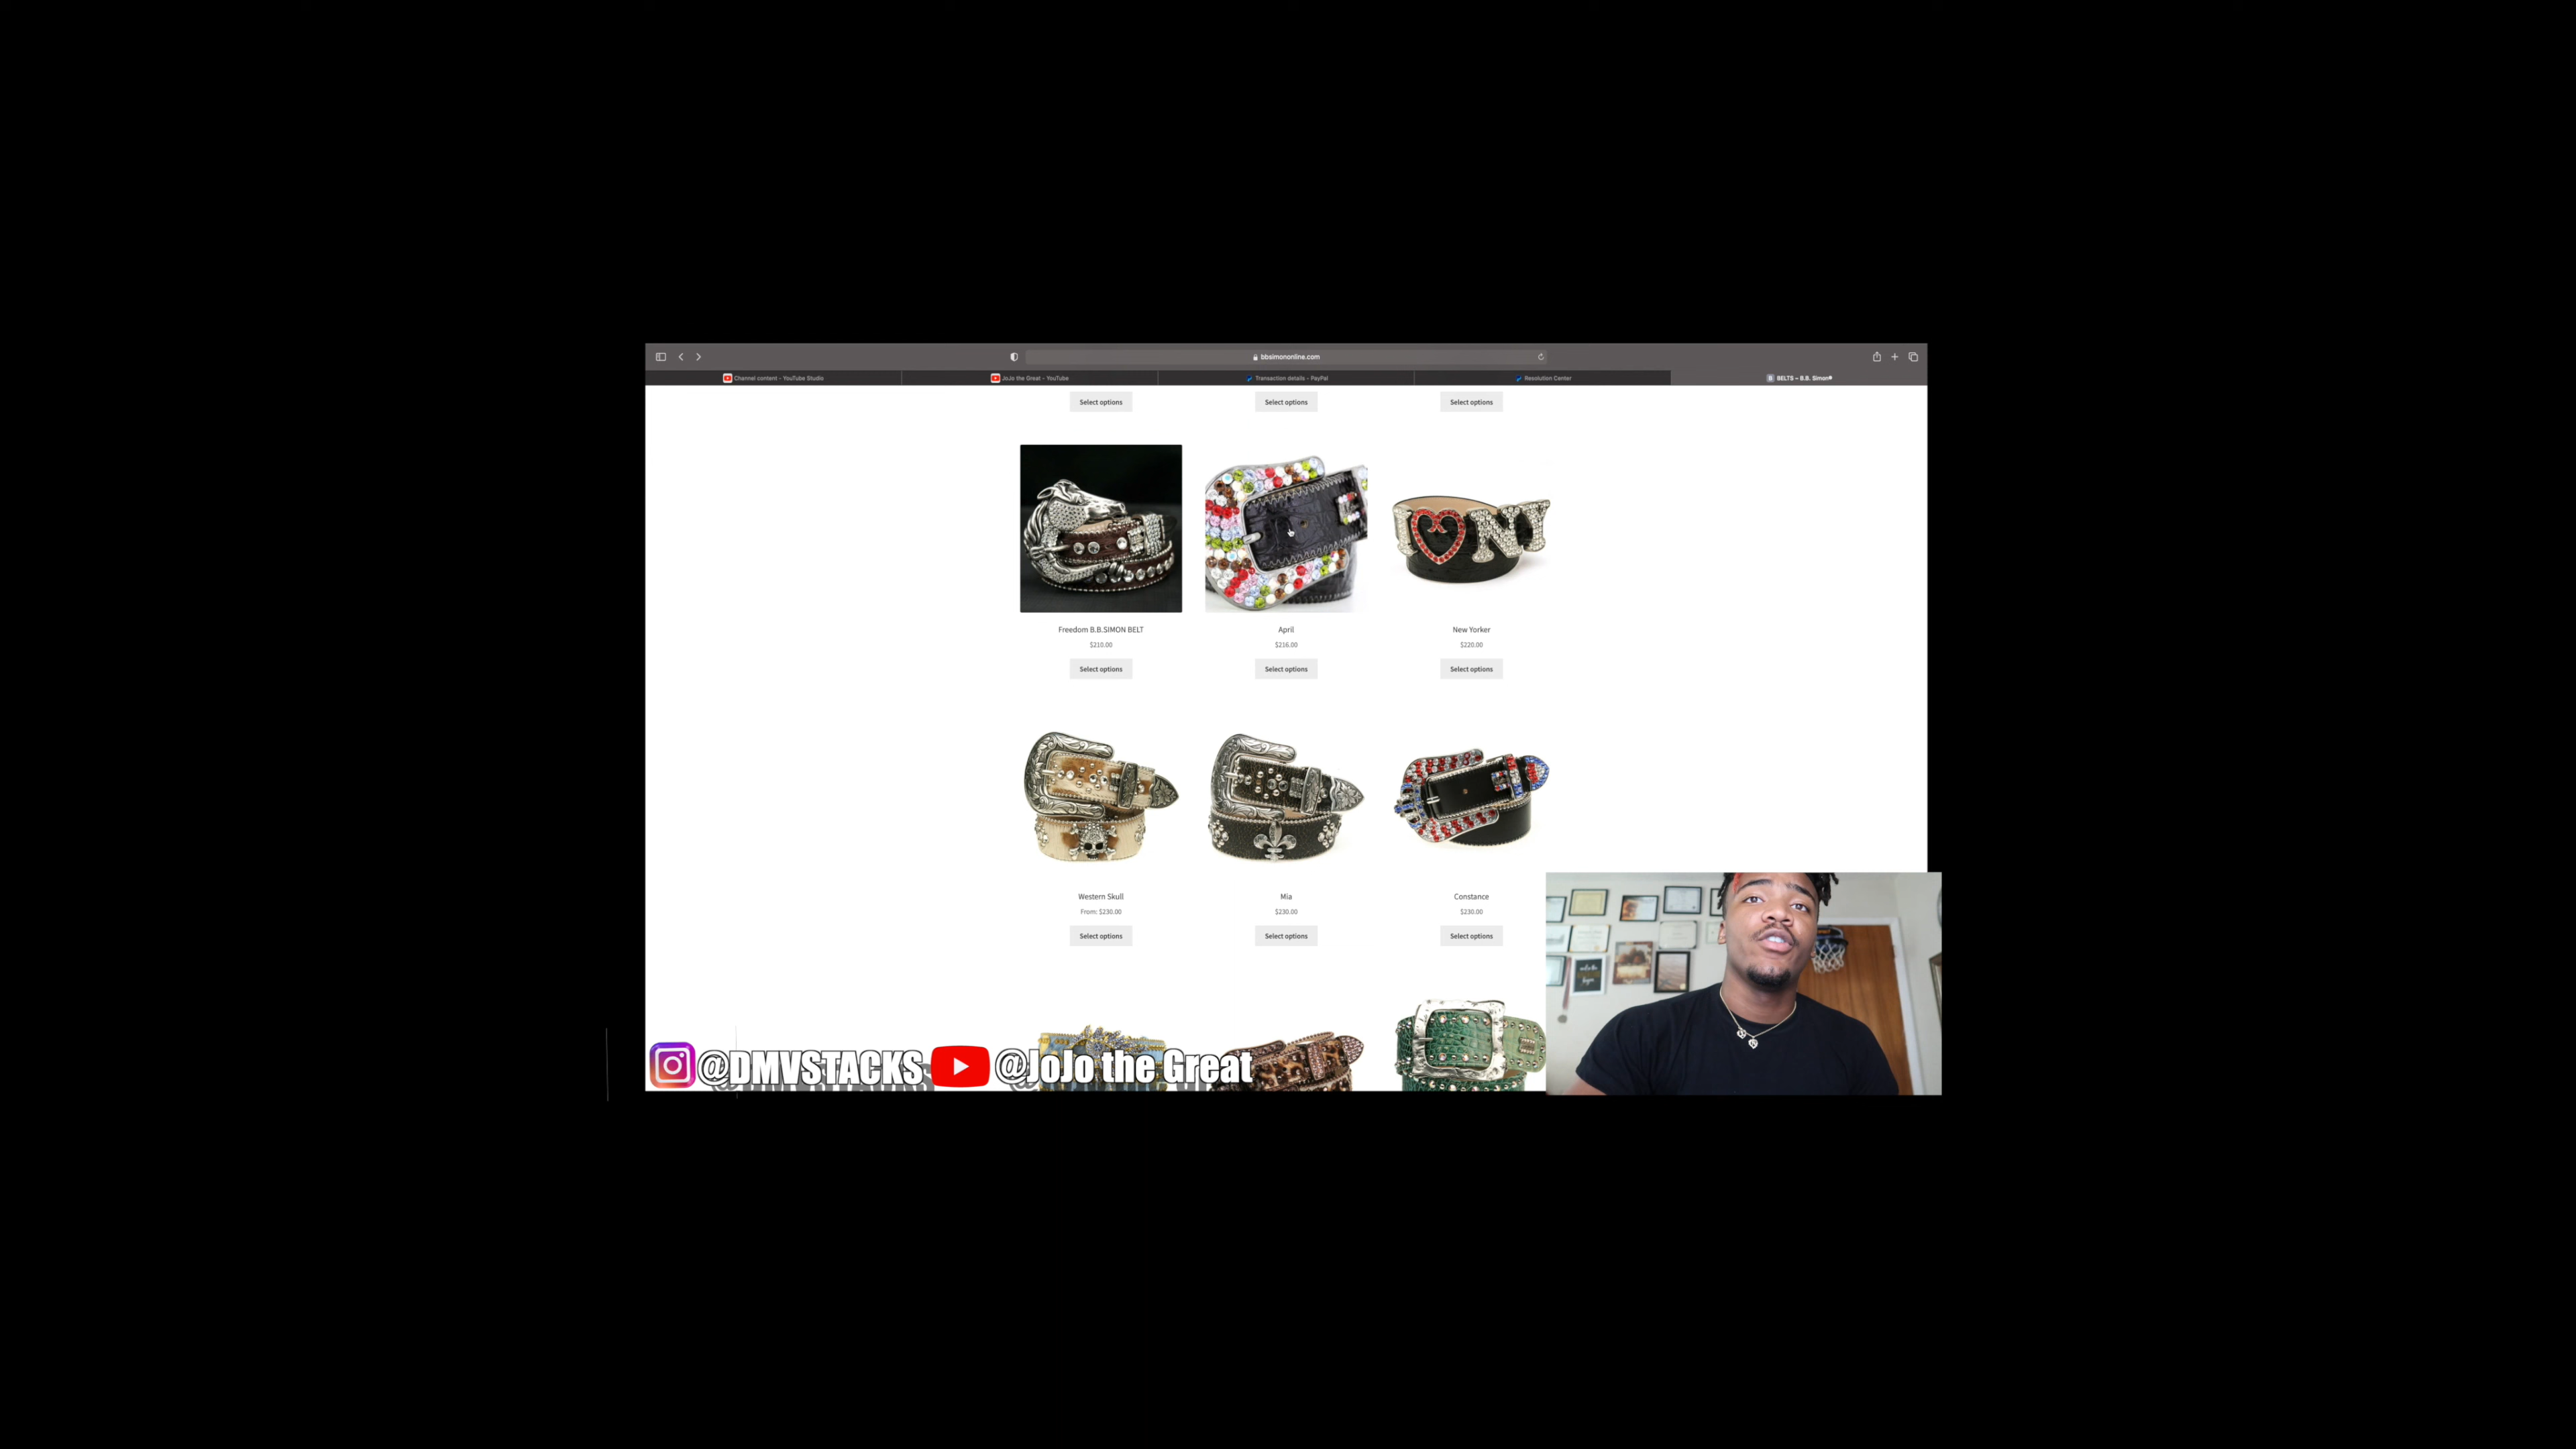 bbsimononline.com
Channel content - YouTube Studio
JoJo the Great - YouTube
Transaction details - PayPal
Resolution Center
B BELTS – B.B. Simon®
Select options
Select options
Select options
I NY
Freedom B.B.SIMON BELT
April
New Yorker
$210.00
$216.00
$220.00
Select options
Select options
Select options
Western Skull
Mia
Constance
From: $230.00
$230.00
$230.00
Select options
Select options
Select options
@DMVSTACKS
@JoJo the Great